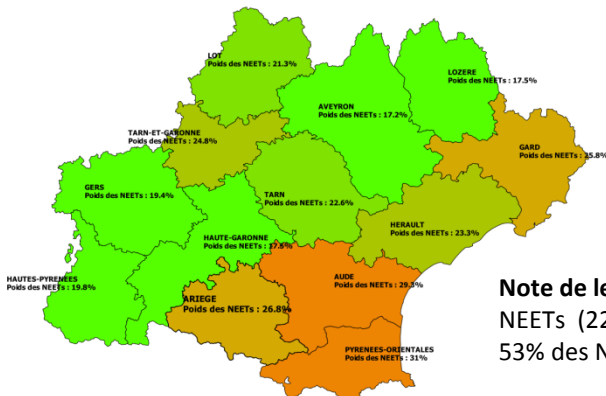 LOT
Poids des NEETs : 21.3%
LOZERE
Poids des NEETs : 17.5%
AVEYRON
Poids des NEETs : 17.2%
TARN-ET-GARONNE
Poids des NEETs : 24.8%
GARD
Poids des NEETs : 25.8%
GERS
Poids des NEETs : 19.4%
TARN
Poids des NEETs : 22.6%
HERAULT
Poids des NEETs : 23.3%
HAUTE-GARONNE
Poids des NEETs : 17.6%
HAUTES-PYRENEES
Poids des NEETs : 19.8%
AUDE
Poids des NEETs : 29.3%
ARIEGE
Poids des NEETs : 26.8%
PYRENEES-ORIENTALES
Poids des NEETs : 31%
Note de le
NEETs (22
53% des N